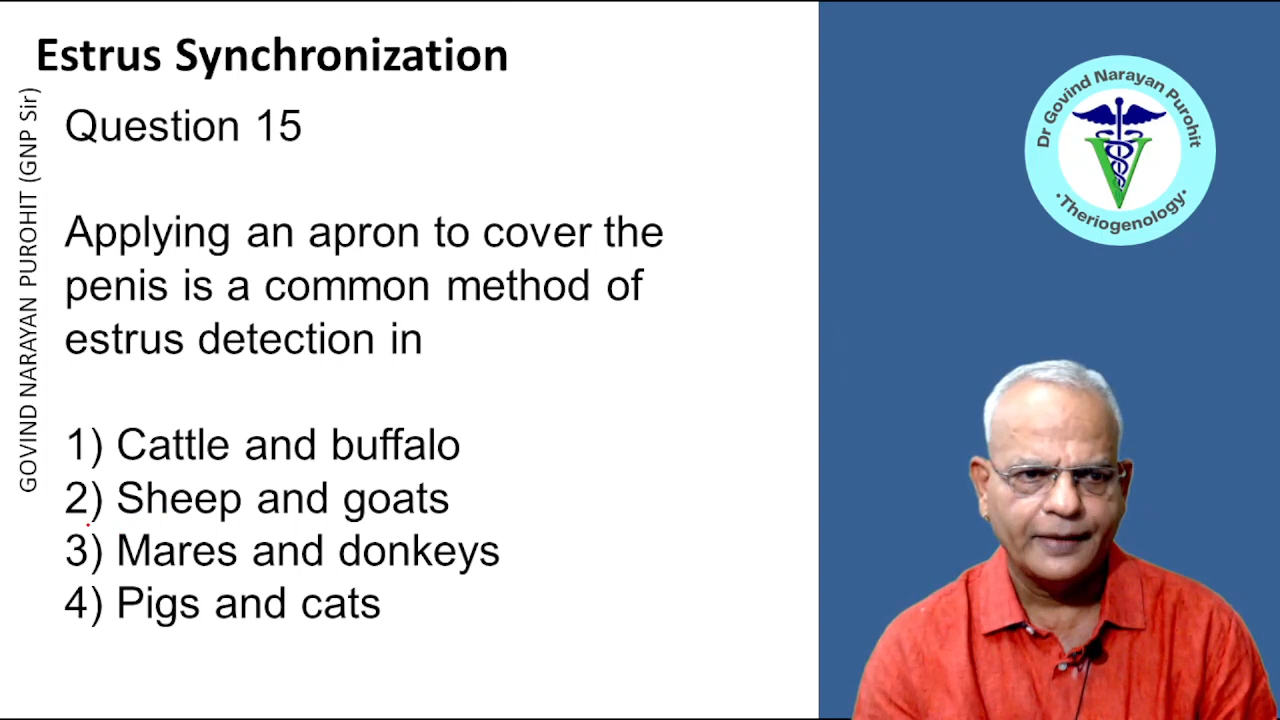 Estrus Synchronization
GOVIND NARAYAN PUROHIT (GNP Sir)
Question 15
Applying an apron to cover the
penis is a common method of
estrus detection in
1) Cattle and buffalo
2) Sheep and goats
3) Mares and donkeys
4) Pigs and cats
Dr Govind Narayan Purohit
V
·Theriogenology·